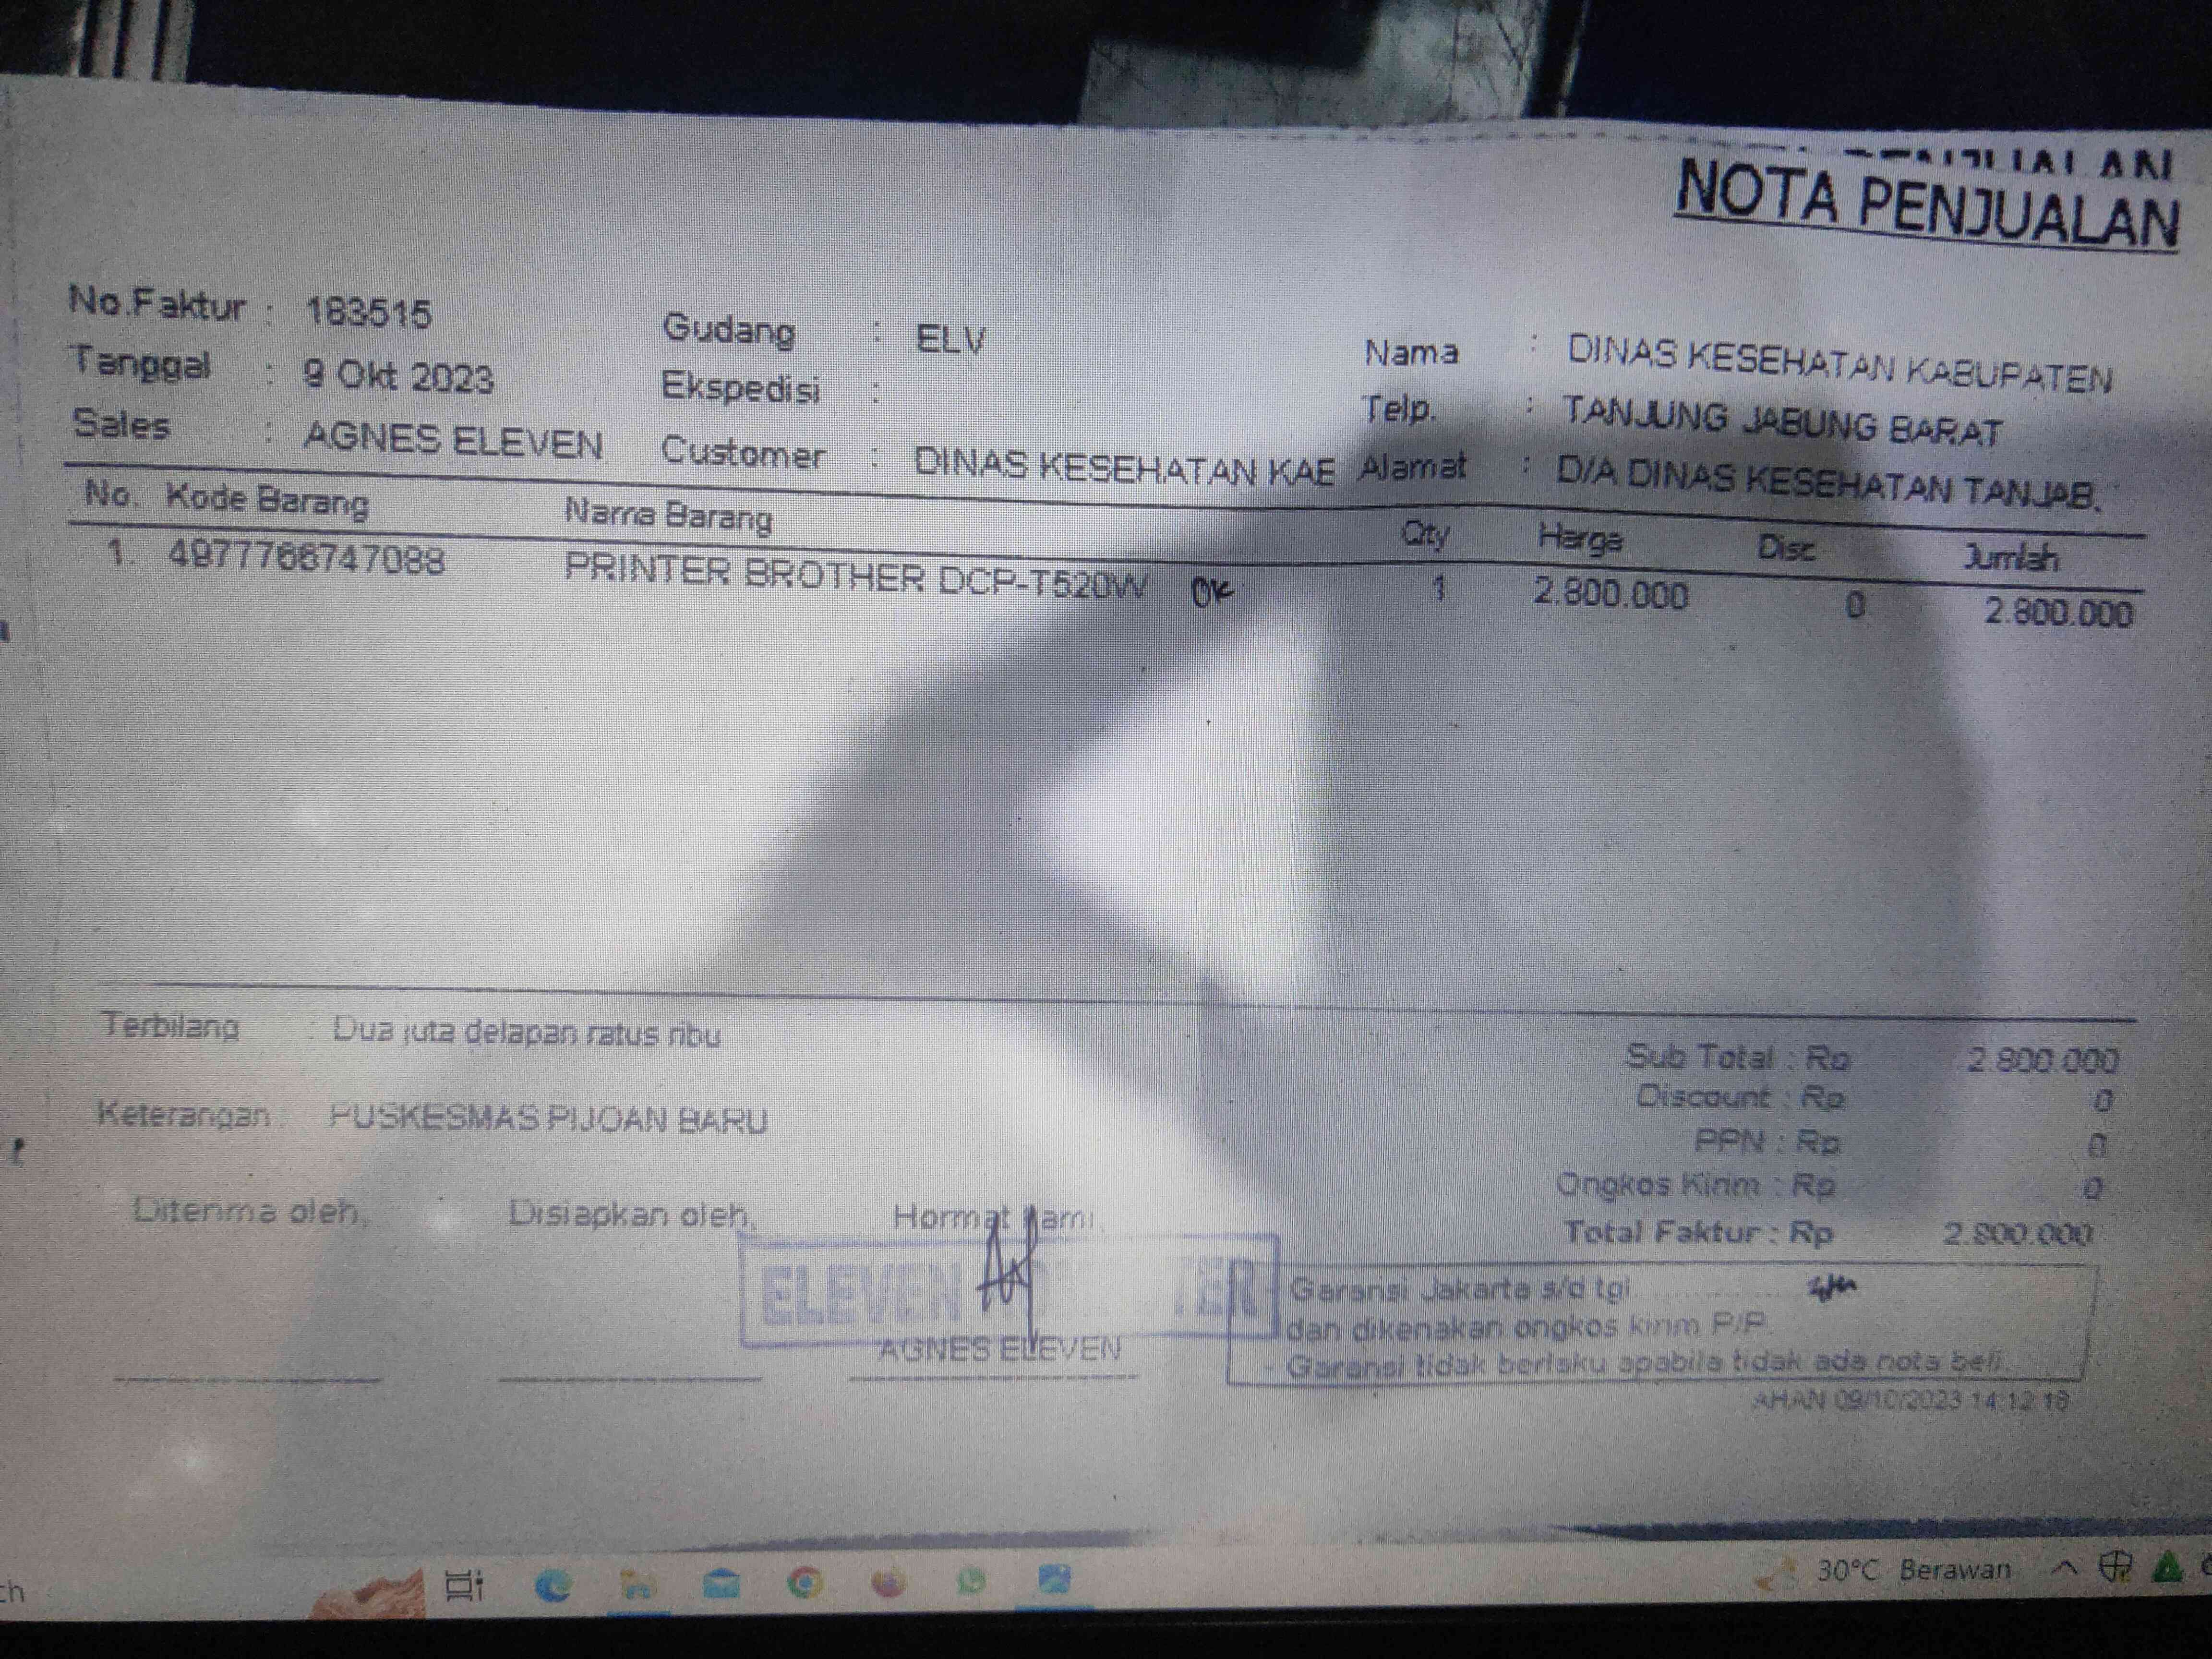 NOTA PENJUALAN
No.Faktur : 183515
Tanggal : 9 Okt 2023
Sales : AGNES ELEVEN
Gudang : ELV
Ekspedisi :
Customer : DINAS KESEHATAN KAB
Nama : DINAS KESEHATAN KABUPATEN
Telp. : TANJUNG JABUNG BARAT
Alamat : D/A DINAS KESEHATAN TANJAB.
No. Kode Barang Nama Barang Qty Harga Disc Jumlah
1. 4977766747088 PRINTER BROTHER DCP-T520W OK 1 2.800.000 0 2.800.000
Terbilang : Dua juta delapan ratus ribu
Keterangan : PUSKESMAS PIJOAN BARU
Sub Total : Rp 2.800.000
Discount : Rp 0
PPN : Rp 0
Ongkos Kirim : Rp 0
Total Faktur : Rp 2.800.000
Diterima oleh,
Disiapkan oleh,
Hormat kami,
ELEVEN
AGNES ELEVEN
Garansi Jakarta s/d tgl
dan dikenakan ongkos kirim P/P.
- Garansi tidak berlaku apabila tidak ada nota beli.
AHAN 09/10/2023 14:12:18
30°C Berawan